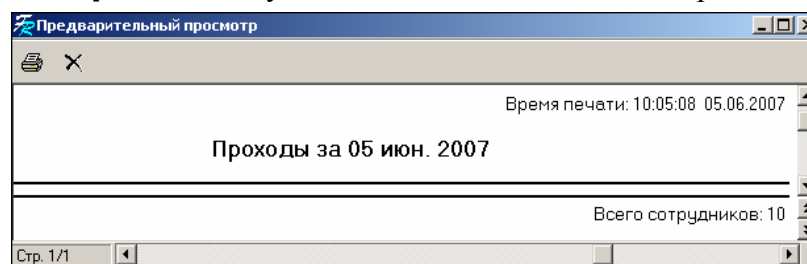 Предварительный просмотр
Время печати: 10:05:08 05.06.2007
Проходы за 05 июн. 2007
Всего сотрудников: 10
Стр. 1/1